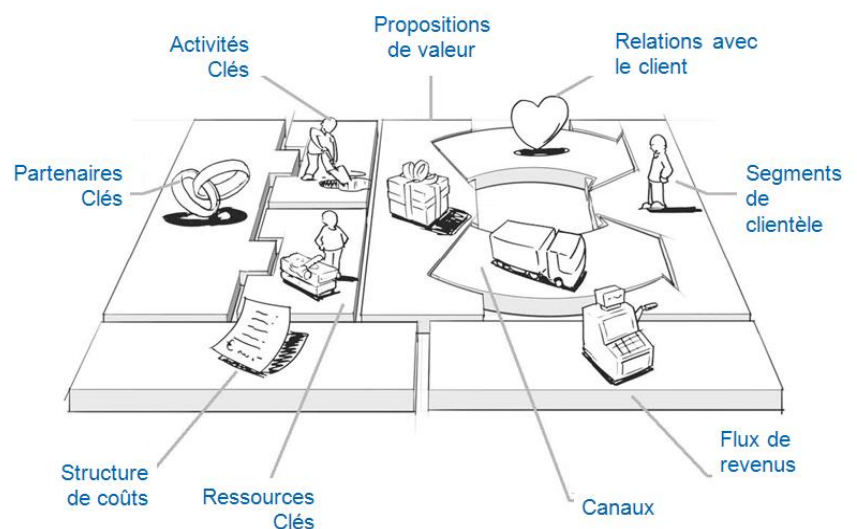 Propositions
de valeur
Activités
Clés
Relations avec
le client
Partenaires
Clés
Segments
de
clientèle
Structure
de coûts
Ressources
Clés
Canaux
Flux de
revenus